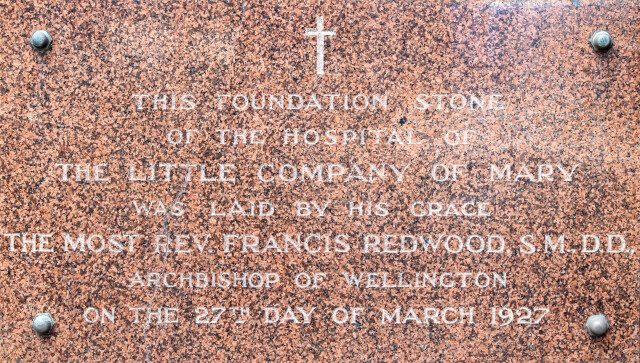 THIS FOUNDATION STONE
OF THE HOSPITAL OF
THE LITTLE COMPANY OF MARY
WAS LAID BY HIS GRACE
THE MOST REV. FRANCIS REDWOOD, S.M. D.D.,
ARCHBISHOP OF WELLINGTON
ON THE 27TH DAY OF MARCH 1927